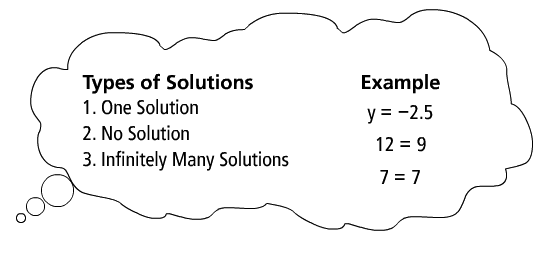 Types of Solutions    Example
1. One Solution    y = −2.5
2. No Solution    12 = 9
3. Infinitely Many Solutions    7 = 7